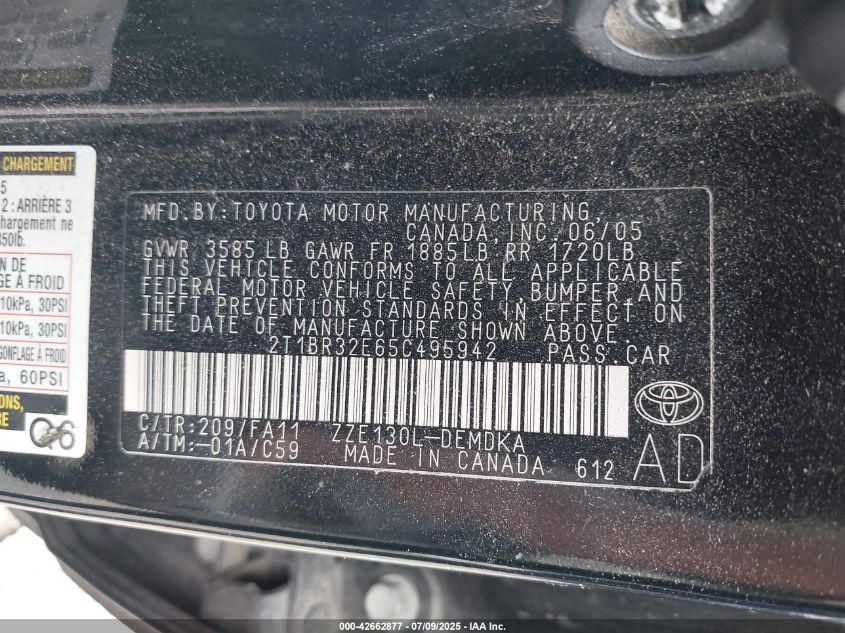 CHARGEMENT
5
2 : ARRIÈRE 3
chargement ne
350lb.
ON DE
GE À FROID
10kPa, 30PSI
10kPa, 30PSI
GONFLAGE À FROID
a, 60PSI
ONS,
RE
MFD. BY: TOYOTA MOTOR MANUFACTURING,
CANADA, INC. 06/05
GVWR 3585 LB GAWR FR 1885LB RR 1720LB
THIS VEHICLE CONFORMS TO ALL APPLICABLE
FEDERAL MOTOR VEHICLE SAFETY, BUMPER, AND
THEFT PREVENTION STANDARDS IN EFFECT ON
THE DATE OF MANUFACTURE SHOWN ABOVE.
2T1BR32E65C495942 PASS. CAR
C/TR: 209/FA11 ZZE130L-DEMDKA
A/TM: -01A/C59 MADE IN CANADA 612
AD
000-42662877 - 07/09/2025 - IAA Inc.